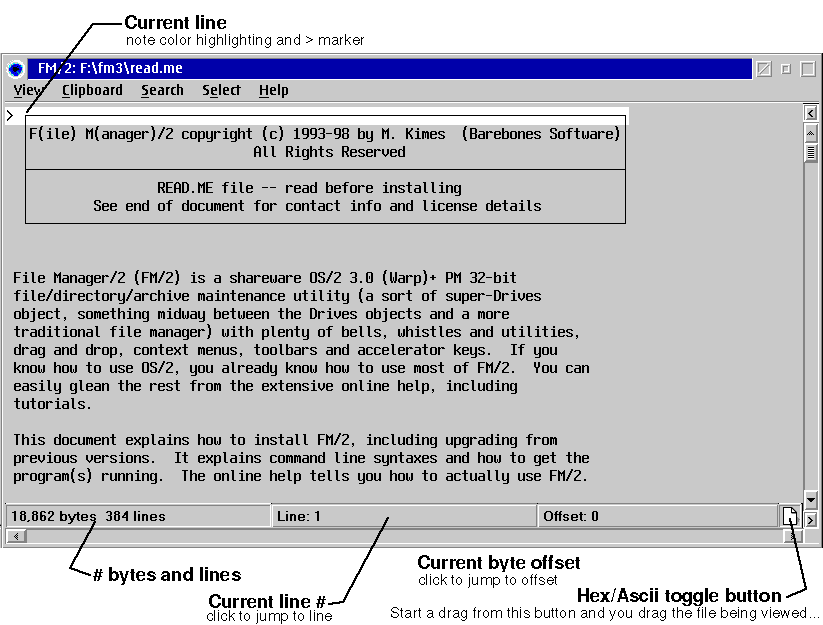 Current line
note color highlighting and > marker
FM/2: F:\fm3\read.me
View Clipboard Search Select Help
>
F(ile) M(anager)/2 copyright (c) 1993-98 by M. Kimes (Barebones Software)
All Rights Reserved
READ.ME file -- read before installing
See end of document for contact info and license details
File Manager/2 (FM/2) is a shareware OS/2 3.0 (Warp)+ PM 32-bit
file/directory/archive maintenance utility (a sort of super-Drives
object, something midway between the Drives objects and a more
traditional file manager) with plenty of bells, whistles and utilities,
drag and drop, context menus, toolbars and accelerator keys. If you
know how to use OS/2, you already know how to use most of FM/2. You can
easily glean the rest from the extensive online help, including
tutorials.
This document explains how to install FM/2, including upgrading from
previous versions. It explains command line syntaxes and how to get the
program(s) running. The online help tells you how to actually use FM/2.
18,862 bytes 384 lines Line: 1 Offset: 0
# bytes and lines
Current line #
click to jump to line
Current byte offset
click to jump to offset
Hex/Ascii toggle button
Start a drag from this button and you drag the file being viewed...